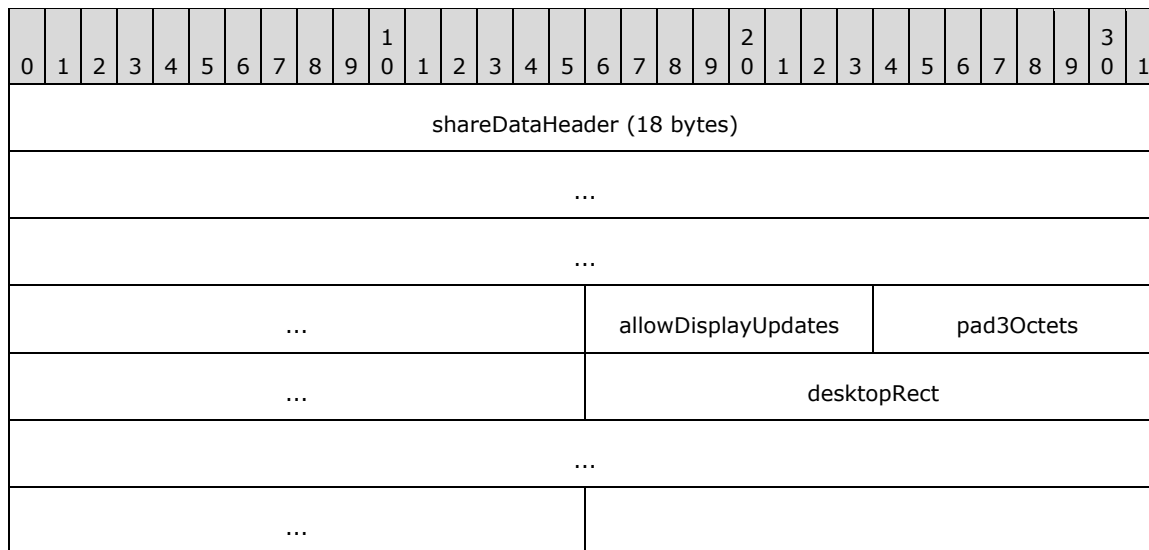 1 2 3
0 1 2 3 4 5 6 7 8 9 0 1 2 3 4 5 6 7 8 9 0 1 2 3 4 5 6 7 8 9 0 1
shareDataHeader (18 bytes)
...
...
... allowDisplayUpdates pad3Octets
... desktopRect
...
...